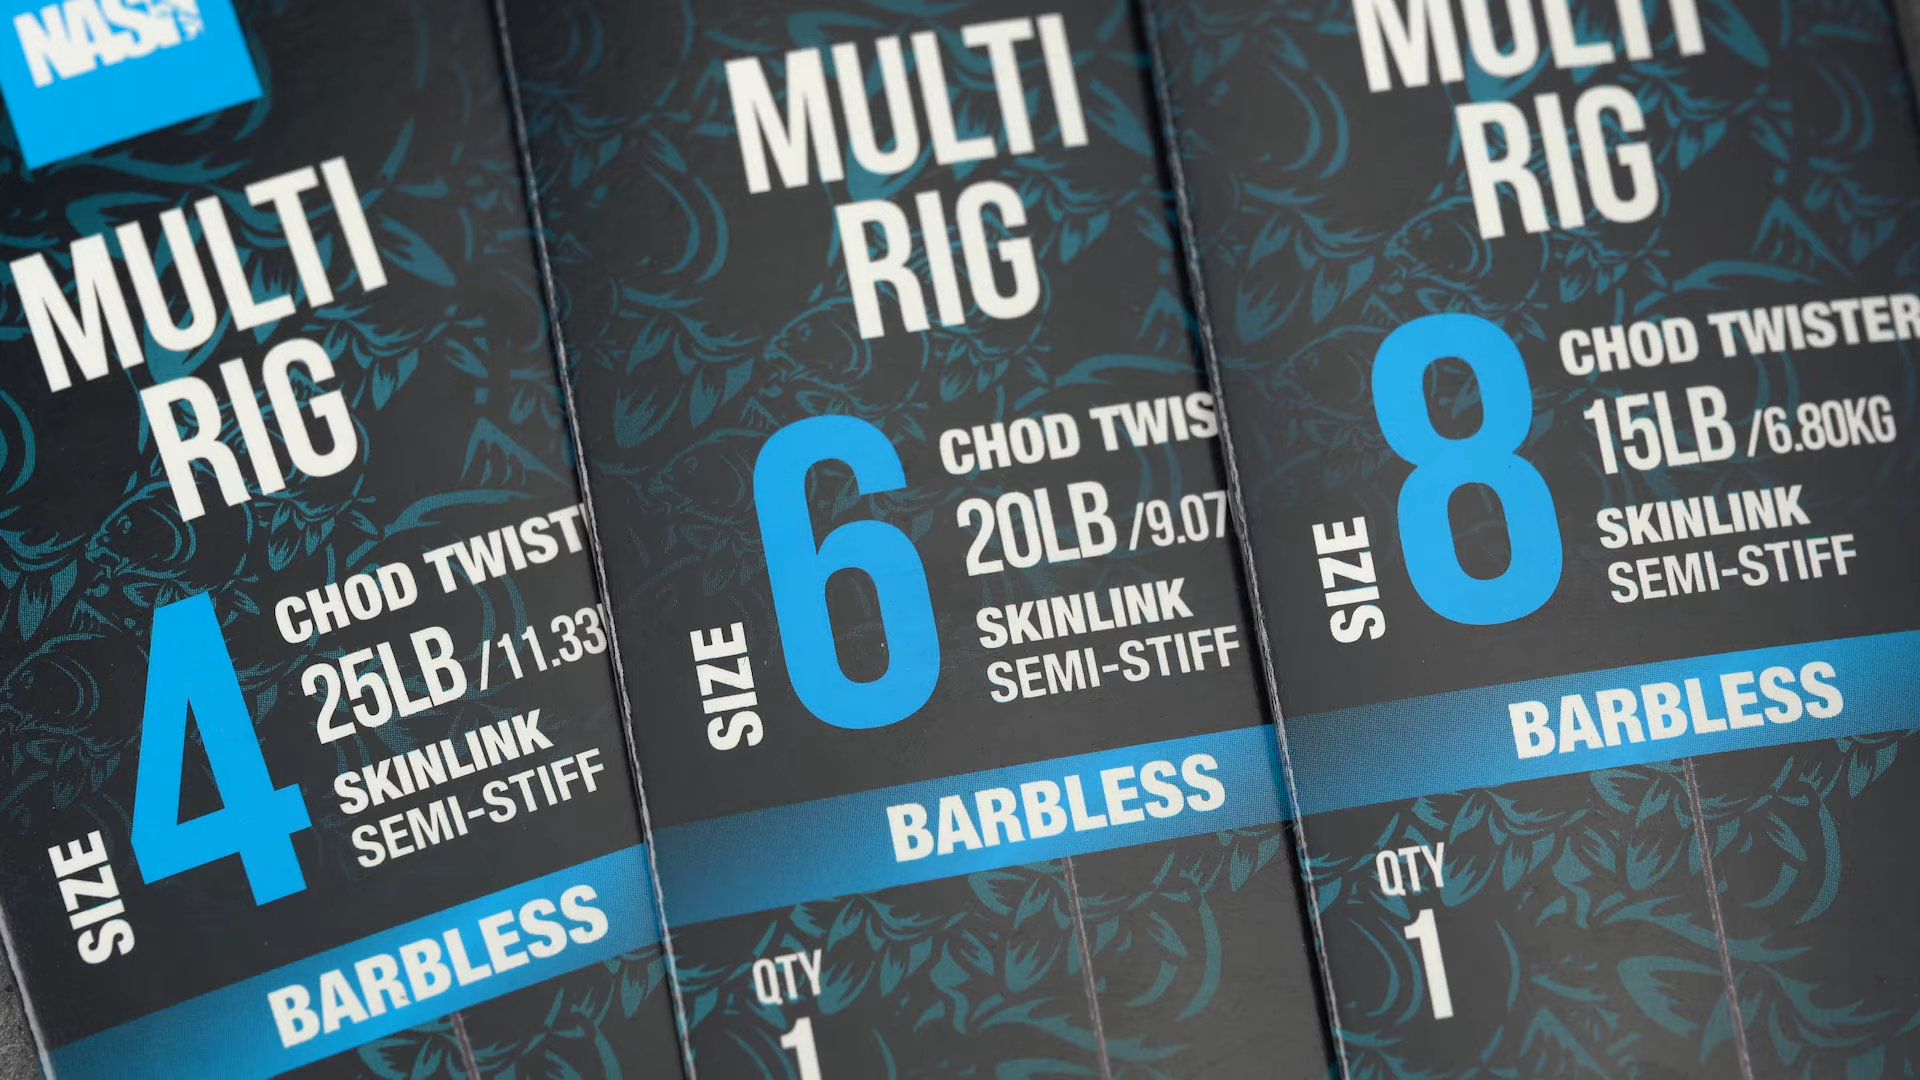 NASH
MULTI
RIG
SIZE
4
CHOD TWIST
25LB /11.33
SKINLINK
SEMI-STIFF
BARBLESS
MULTI
RIG
SIZE
6
CHOD TWIS
20LB /9.07
SKINLINK
SEMI-STIFF
BARBLESS
QTY
1
MULTI
RIG
SIZE
8
CHOD TWISTER
15LB /6.80KG
SKINLINK
SEMI-STIFF
BARBLESS
QTY
1